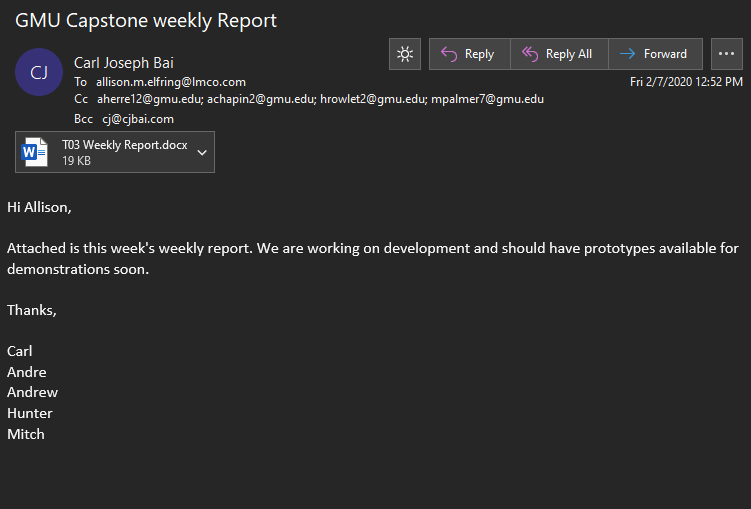 GMU Capstone weekly Report
CJ
Carl Joseph Bai
Reply
Reply All
Forward
...
To allison.m.elfring@lmco.com
Fri 2/7/2020 12:52 PM
Cc aherre12@gmu.edu; achapin2@gmu.edu; hrowlet2@gmu.edu; mpalmer7@gmu.edu
Bcc cj@cjbai.com
W
T03 Weekly Report.docx
19 KB
Hi Allison,
Attached is this week's weekly report. We are working on development and should have prototypes available for
demonstrations soon.
Thanks,
Carl
Andre
Andrew
Hunter
Mitch